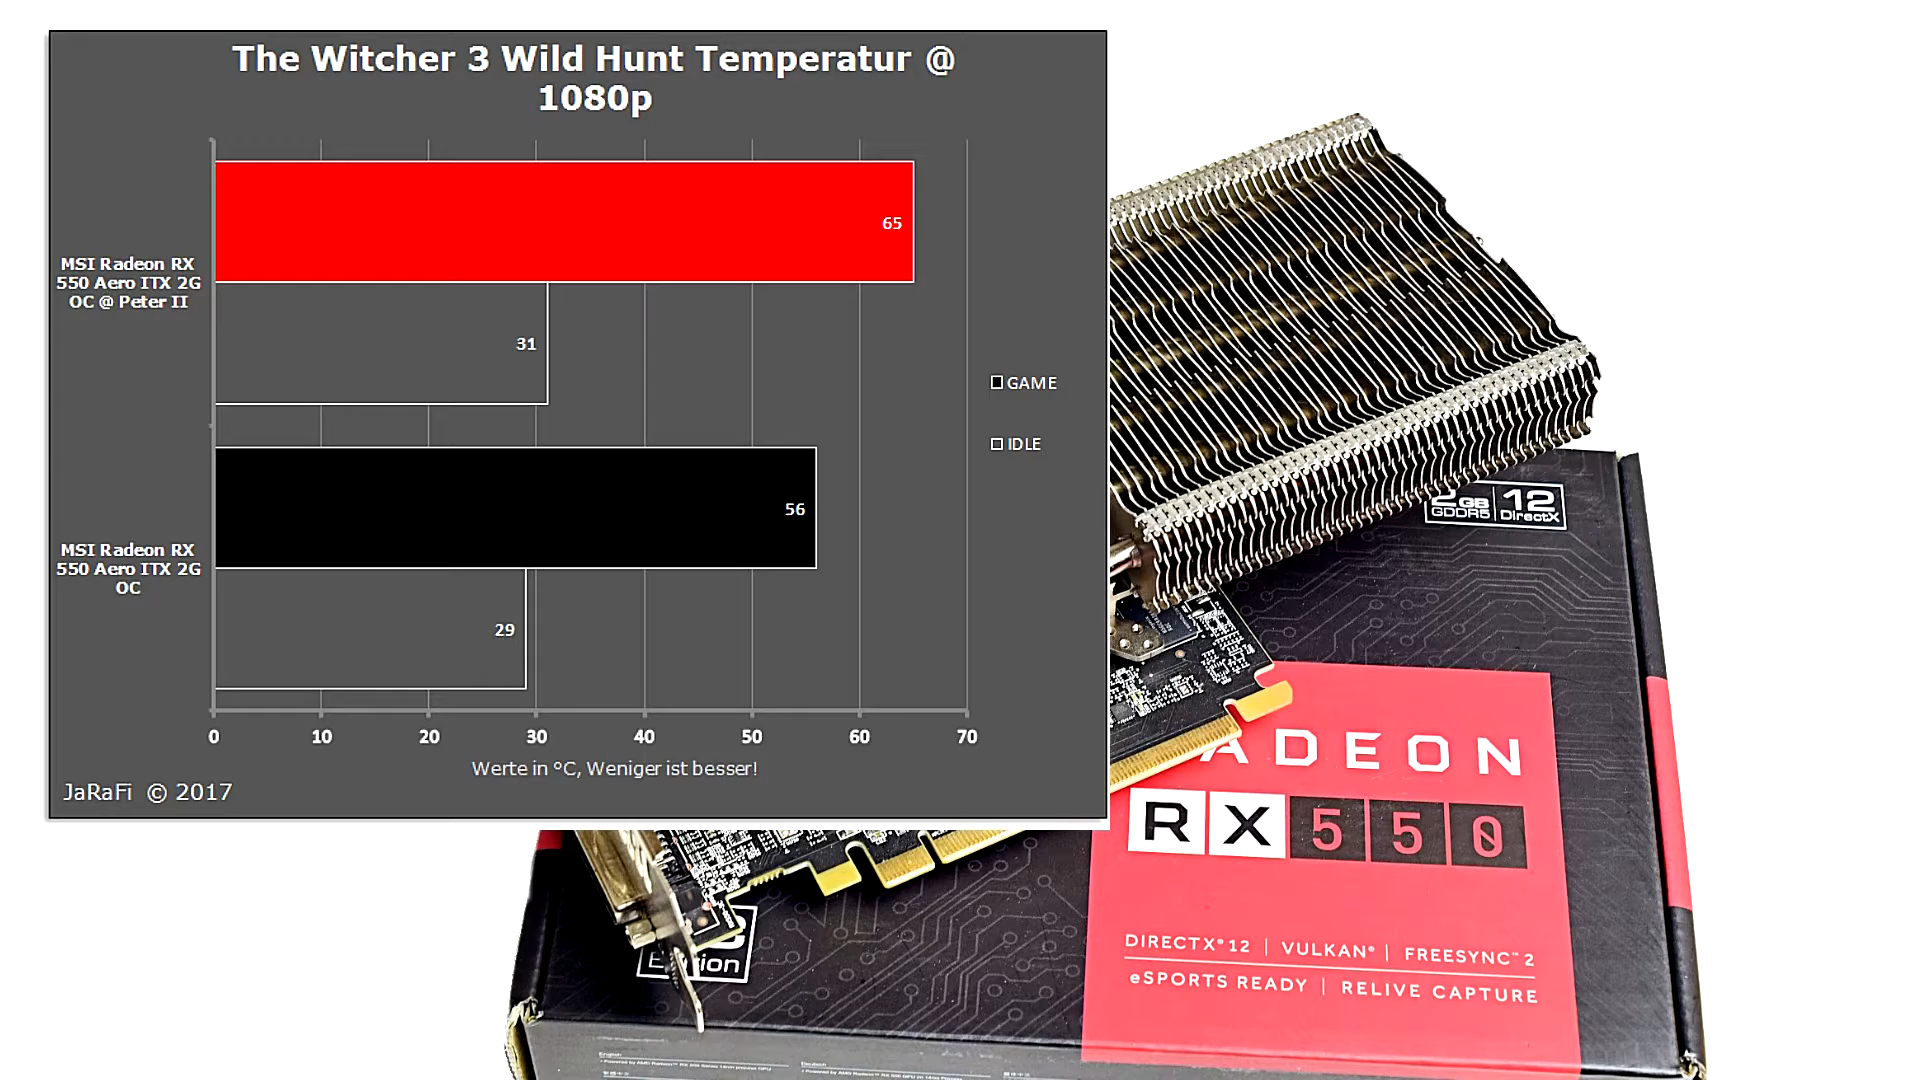 The Witcher 3 Wild Hunt Temperatur @
1080p
MSI Radeon RX
550 Aero ITX 2G
OC @ Peter II
65
31
MSI Radeon RX
550 Aero ITX 2G
OC
56
29
GAME
IDLE
0 10 20 30 40 50 60 70
Werte in °C, Weniger ist besser!
JaRaFi © 2017
2GB 12
GDDR5 DirectX
ADEON
RX 550
DIRECTX® 12 | VULKAN® | FREESYNC™ 2
eSPORTS READY | RELIVE CAPTURE
English
Deutsch